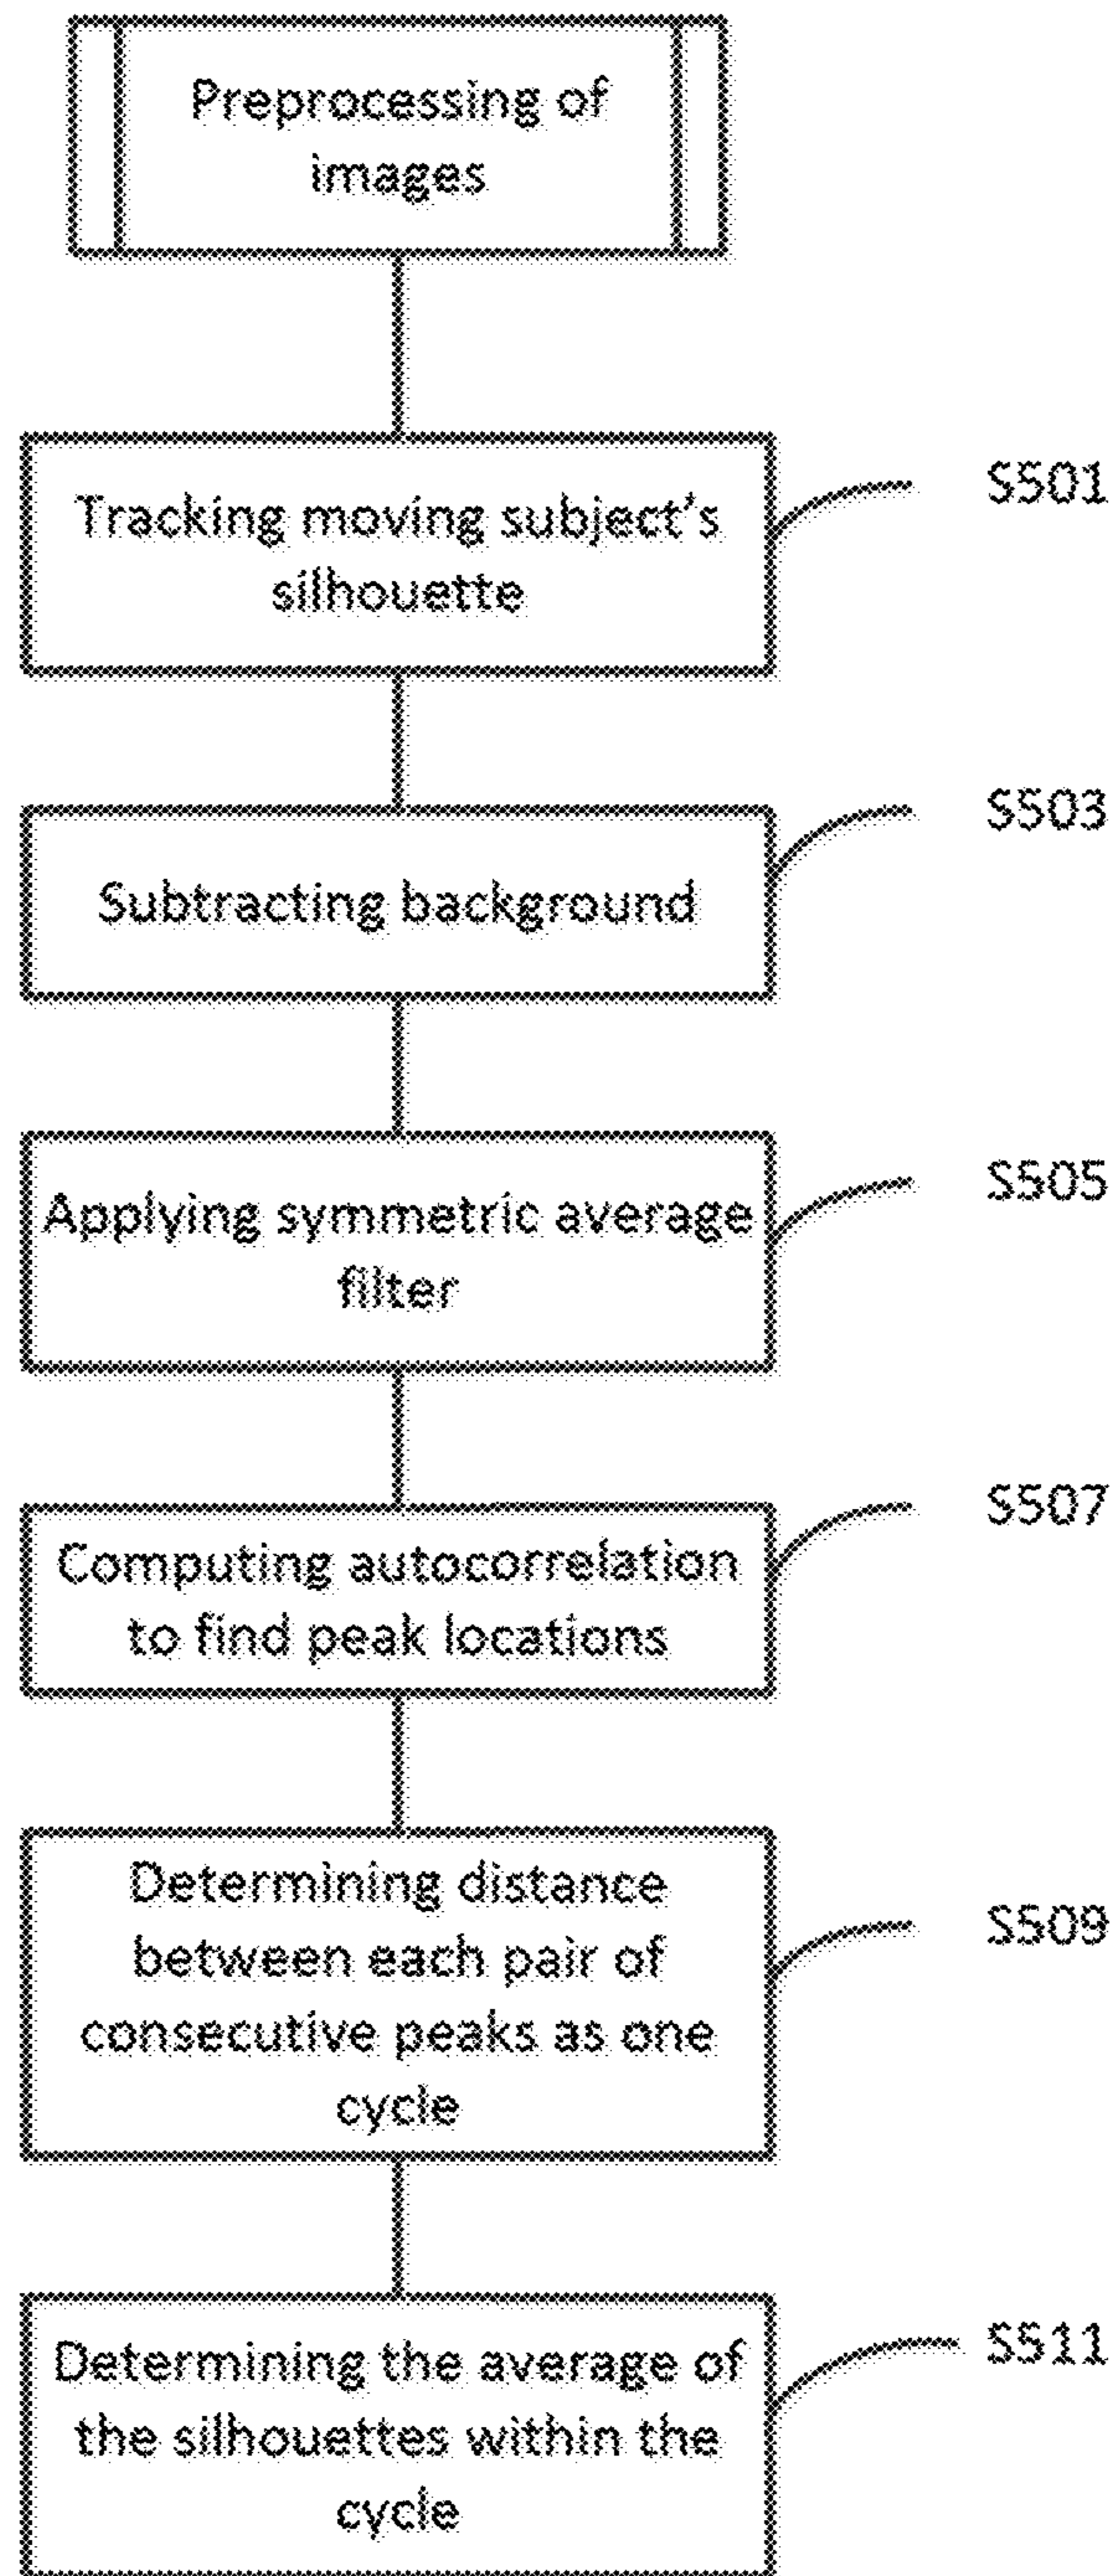 Preprocessing of
images
Tracking moving subject's
silhouette
S501
Subtracting background
S503
Applying symmetric average
filter
S505
Computing autocorrelation
to find peak locations
S507
Determining distance
between each pair of
consecutive peaks as one
cycle
S509
Determining the average of
the silhouettes within the
cycle
S511